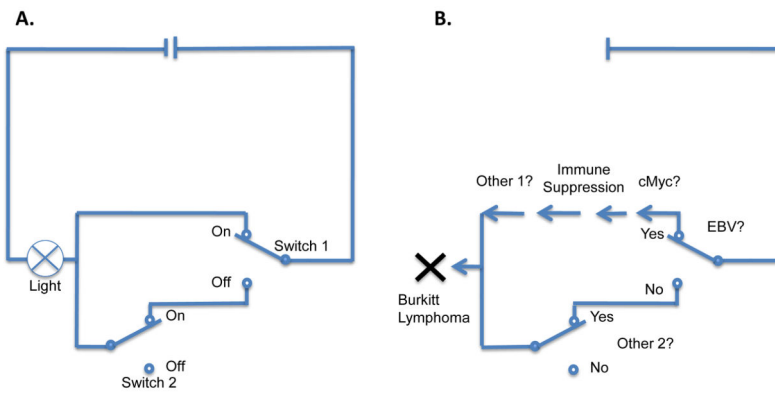 A.
On
Switch 1
Off
Light
On
Off
Switch 2
B.
Other 1?
Immune
Suppression
cMyc?
EBV?
Yes
No
Burkitt
Lymphoma
Yes
Other 2?
No